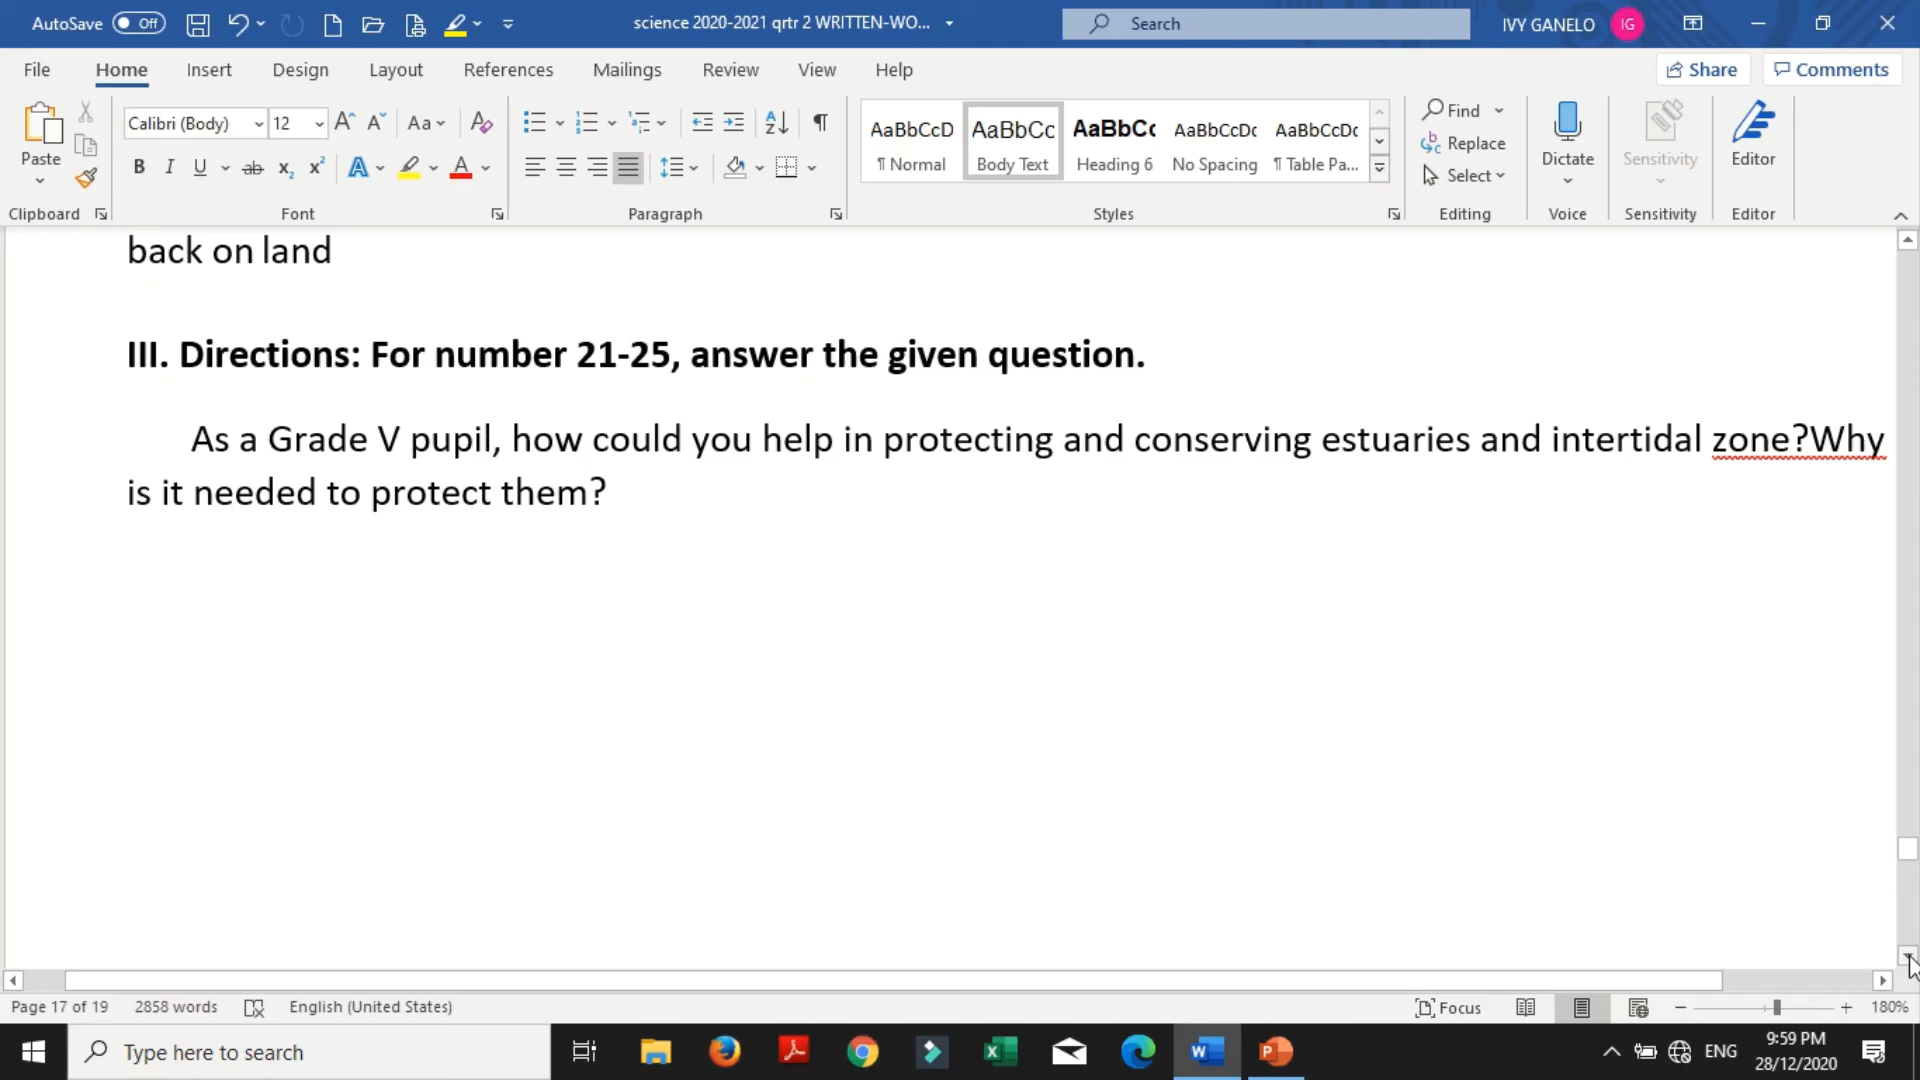 AutoSave Off science 2020-2021 qrtr 2 WRITTEN-WO... Search IVY GANELO IG
File Home Insert Design Layout References Mailings Review View Help Share Comments
Paste Calibri (Body) 12 Aa AaBbCcD AaBbCc AaBbCc AaBbCcDc AaBbCcDc Find Replace Select Dictate Sensitivity Editor
B I U ab x₂ x² A A ¶ Normal Body Text Heading 6 No Spacing ¶ Table Pa...
Clipboard Font Paragraph Styles Editing Voice Sensitivity Editor
back on land
III. Directions: For number 21-25, answer the given question.
As a Grade V pupil, how could you help in protecting and conserving estuaries and intertidal zone?Why
is it needed to protect them?
Page 17 of 19 2858 words English (United States) Focus 180%
Type here to search ENG 9:59 PM
28/12/2020